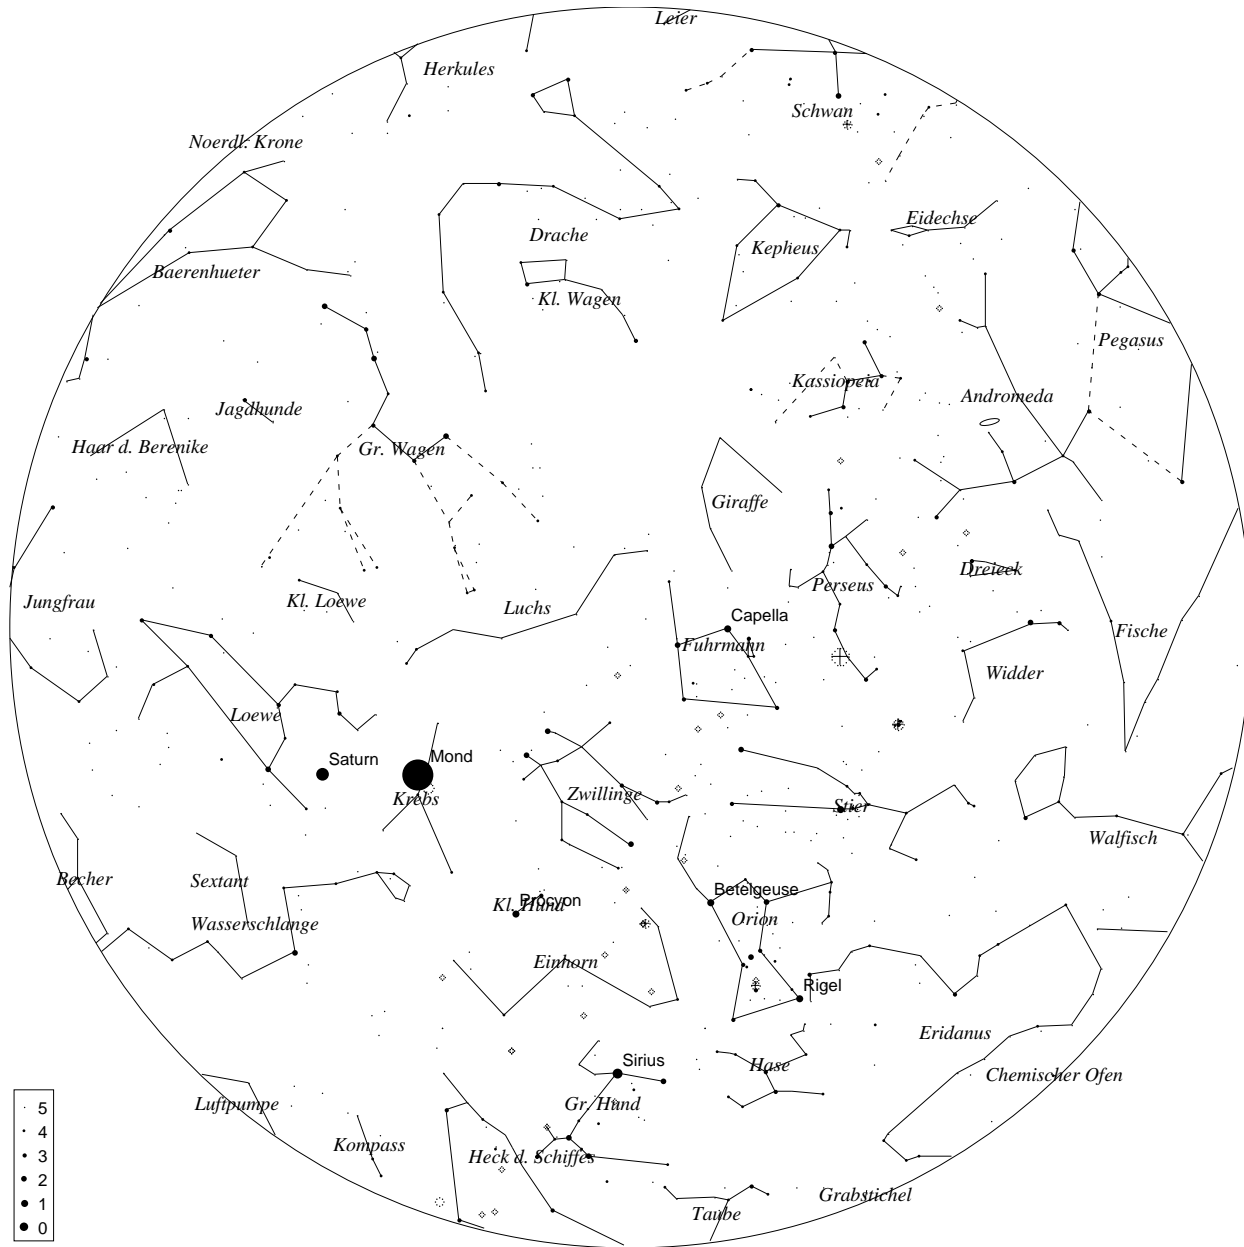 Leier
Herkules
Schwan
Noerdl. Krone
Eidechse
Drache
Kepheus
Baerenhueter
Kl. Wagen
Pegasus
Kassiopeia
Andromeda
Jagdhunde
Haar d. Berenike
Gr. Wagen
Giraffe
Dreieck
Perseus
Jungfrau
Kl. Loewe
Luchs
Capella
Fuhrmann
Fische
Widder
Loewe
Saturn
Mond
Krebs
Zwillinge
Stier
Walfisch
Becher
Sextant
Betelgeuse
Procyon
Kl. Hund
Orion
Wasserschlange
Einhorn
Rigel
Eridanus
Sirius
Hase
Chemischer Ofen
Luftpumpe
Gr. Hund
Kompass
Heck d. Schiffes
Grabstichel
Taube
5
4
3
2
1
0